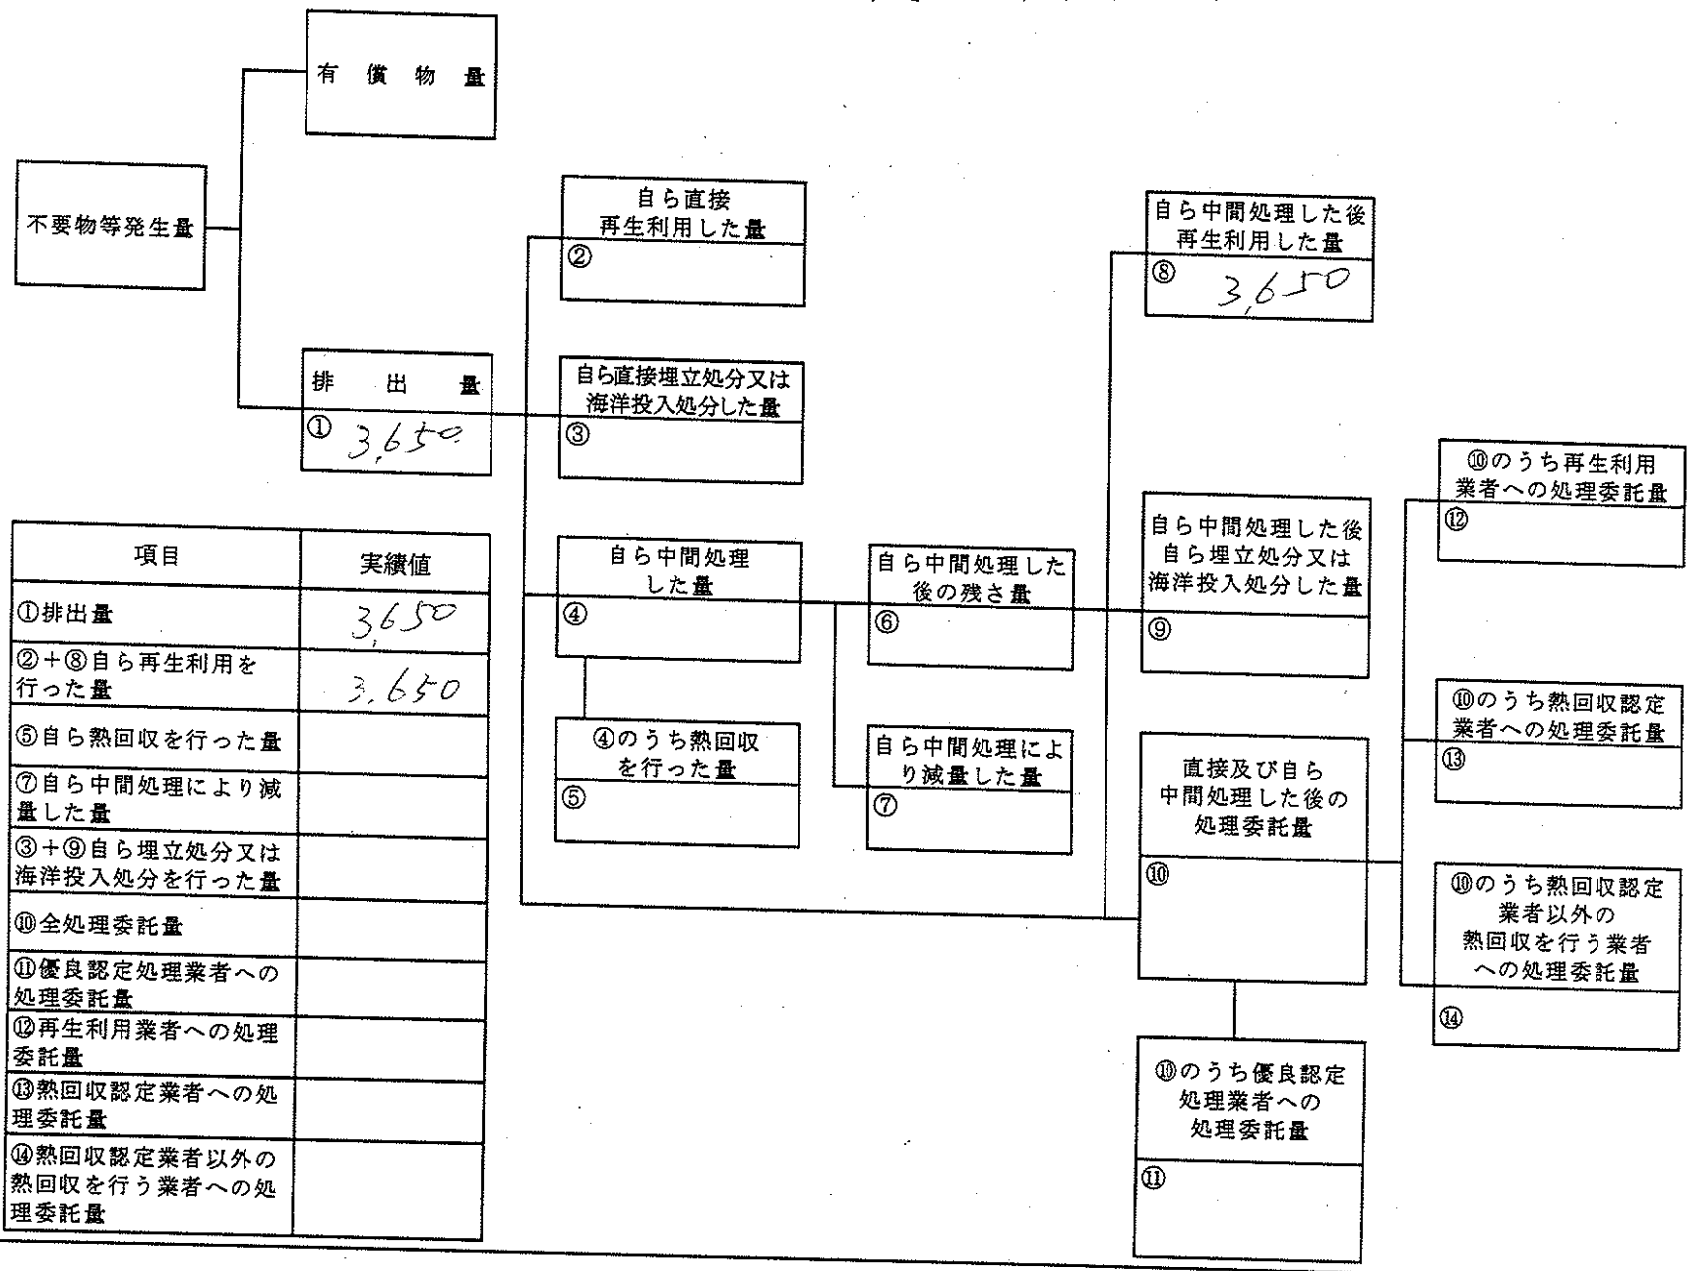 有償物量
不要物等発生量
自ら直接
再生利用した量
②
自ら中間処理した後
再生利用した量
⑧ 3,650
排出量
① 3,650
自ら直接埋立処分又は
海洋投入処分した量
③
⑩のうち再生利用
業者への処理委託量
⑫
自ら中間処理
した量
④
自ら中間処理した
後の残さ量
⑥
自ら中間処理した後
自ら埋立処分又は
海洋投入処分した量
⑨
④のうち熱回収
を行った量
⑤
自ら中間処理によ
り減量した量
⑦
直接及び自ら
中間処理した後の
処理委託量
⑩
⑩のうち熱回収認定
業者への処理委託量
⑬
⑩のうち熱回収認定
業者以外の
熱回収を行う業者
への処理委託量
⑭
⑩のうち優良認定
処理業者への
処理委託量
⑪
項目 実績値
①排出量 3,650
②+⑧自ら再生利用を
行った量 3,650
⑤自ら熱回収を行った量
⑦自ら中間処理により減
量した量
③+⑨自ら埋立処分又は
海洋投入処分を行った量
⑩全処理委託量
⑪優良認定処理業者への
処理委託量
⑫再生利用業者への処理
委託量
⑬熱回収認定業者への処
理委託量
⑭熱回収認定業者以外の
熱回収を行う業者への処
理委託量